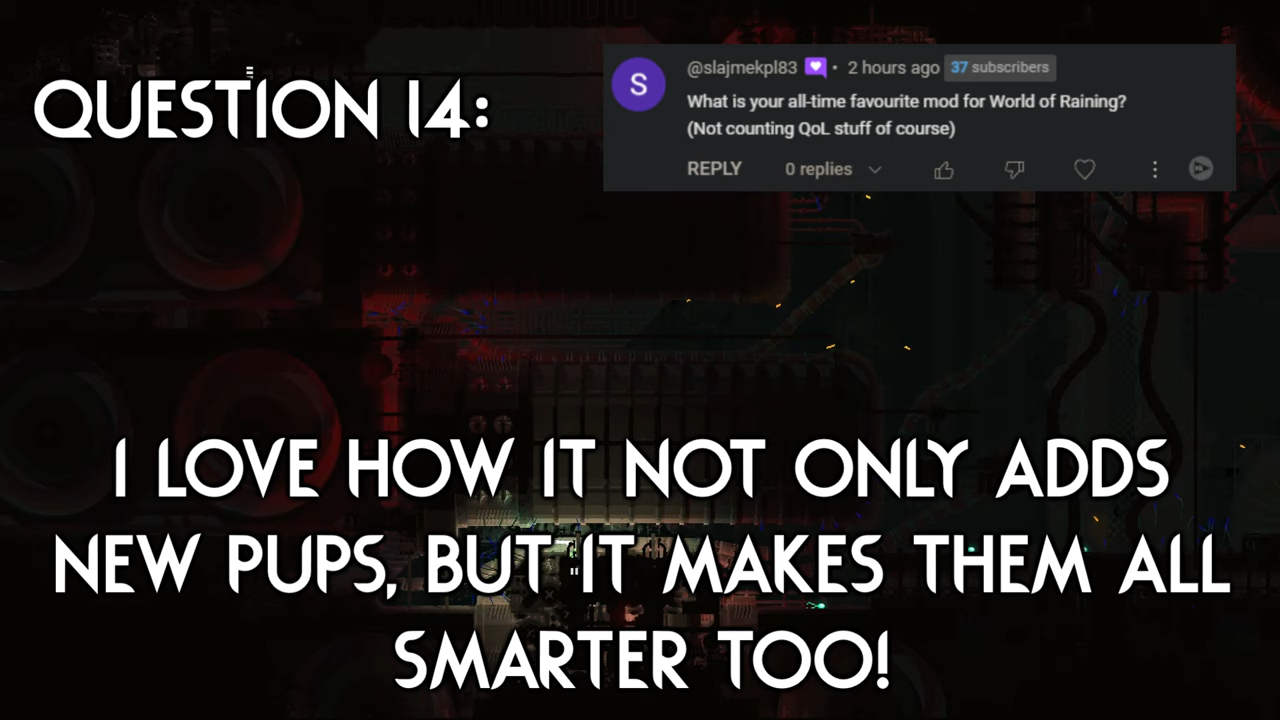 QUESTION 14:
S
@slajmekpl83 • 2 hours ago 37 subscribers
What is your all-time favourite mod for World of Raining?
(Not counting QoL stuff of course)
REPLY 0 replies
I LOVE HOW IT NOT ONLY ADDS
NEW PUPS, BUT IT MAKES THEM ALL
SMARTER TOO!